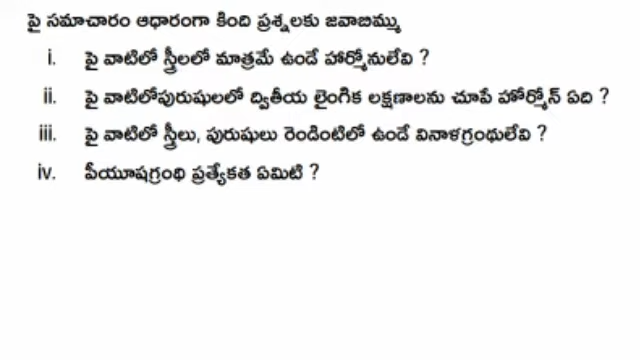 పై సమాచారం ఆధారంగా కింది ప్రశ్నలకు జవాబిమ్ము
i. పై వాటిలో స్త్రీలలో మాత్రమే ఉండే హార్మోనులేవి ?
ii. పై వాటిలోపురుషులలో ద్వితీయ లైంగిక లక్షణాలను చూపే హోర్మోన్ ఏది ?
iii. పై వాటిలో స్త్రీలు, పురుషులు రెండింటిలో ఉండే వినాళగ్రంథులేవి ?
iv. పీయూషగ్రంథి ప్రత్యేకత ఏమిటి ?